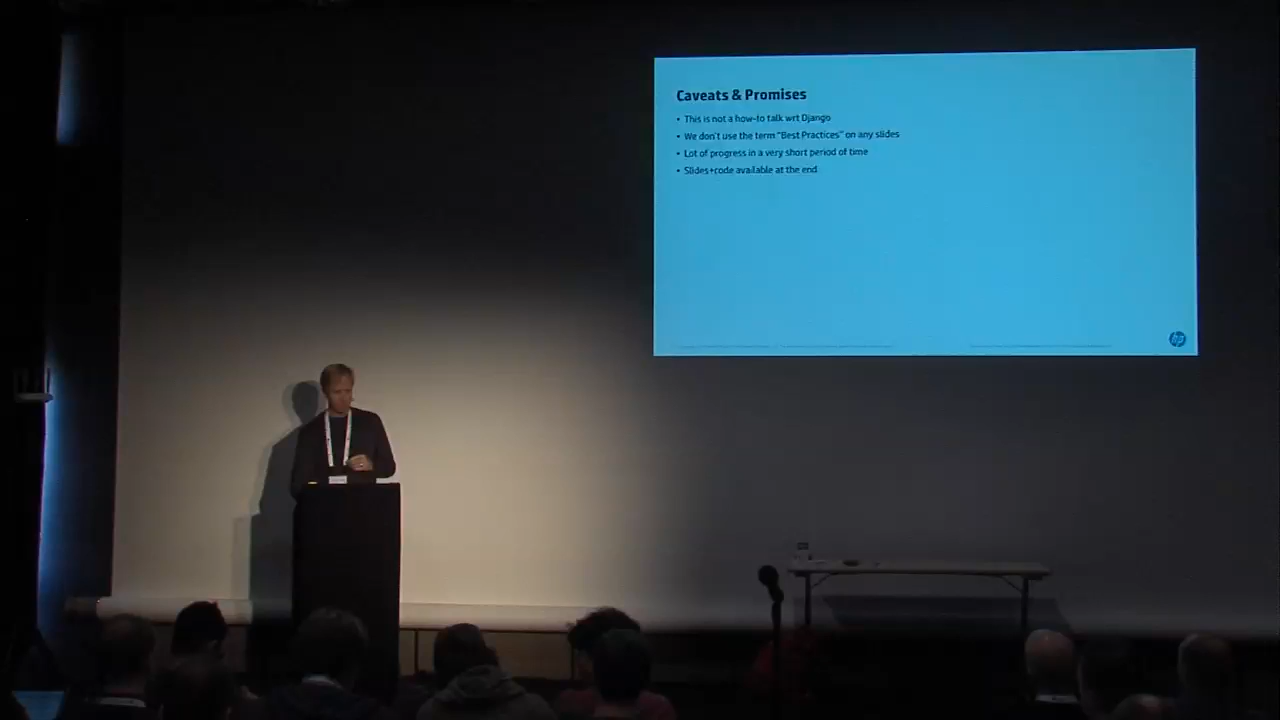 Caveats & Promises
• This is not a how-to talk wrt Django
• We don't use the term "Best Practices" on any slides
• Lot of progress in a very short period of time
• Slides+code available at the end
hp